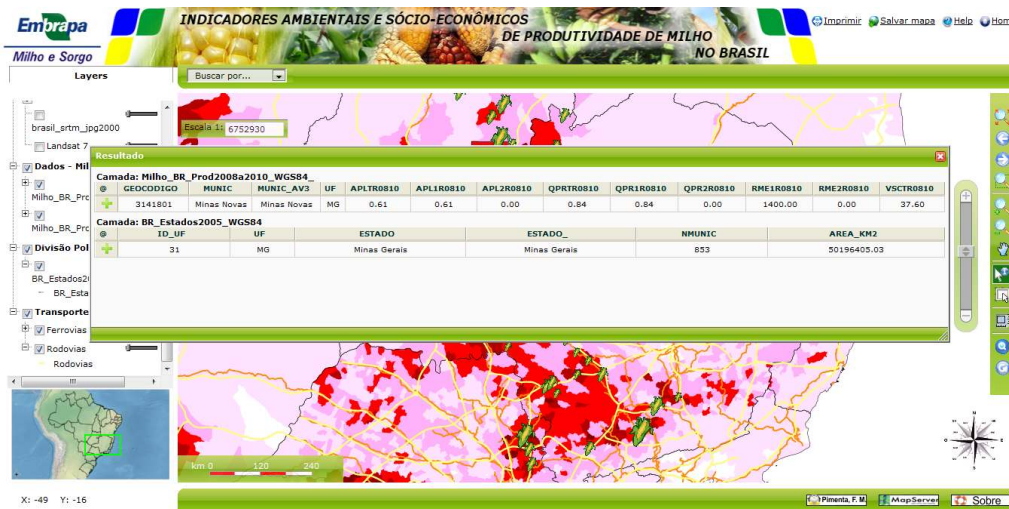 Embrapa
Milho e Sorgo
INDICADORES AMBIENTAIS E SÓCIO-ECONÔMICOS
DE PRODUTIVIDADE DE MILHO
NO BRASIL
Imprimir Salvar mapa Help Hom
Layers
Buscar por...
brasil_srtm_jpg2000
Landsat 7
Escala 1: 6752930
Dados - Mil
Milho_BR_Prc
Milho_BR_Prc
Divisão Pol
BR_Estados2
BR_Esta
Transporte
Ferrovias
Rodovias
Rodovias
Resultado
Camada: Milho_BR_Prod2008a2010_WGS84_
@ GEOCODIGO MUNIC MUNIC_AV3 UF APLTR0810 APL1R0810 APL2R0810 QPRTR0810 QPR1R0810 QPR2R0810 RME1R0810 RME2R0810 VSCTR0810
3141801 Minas Novas Minas Novas MG 0.61 0.61 0.00 0.84 0.84 0.00 1400.00 0.00 37.60
Camada: BR_Estados2005_WGS84
@ ID_UF UF ESTADO ESTADO_ NMUNIC AREA_KM2
31 MG Minas Gerais Minas Gerais 853 50196405.03
km 0 120 240
N
S
X: -49 Y: -16
Pimenta, F. M. MapServer Sobre